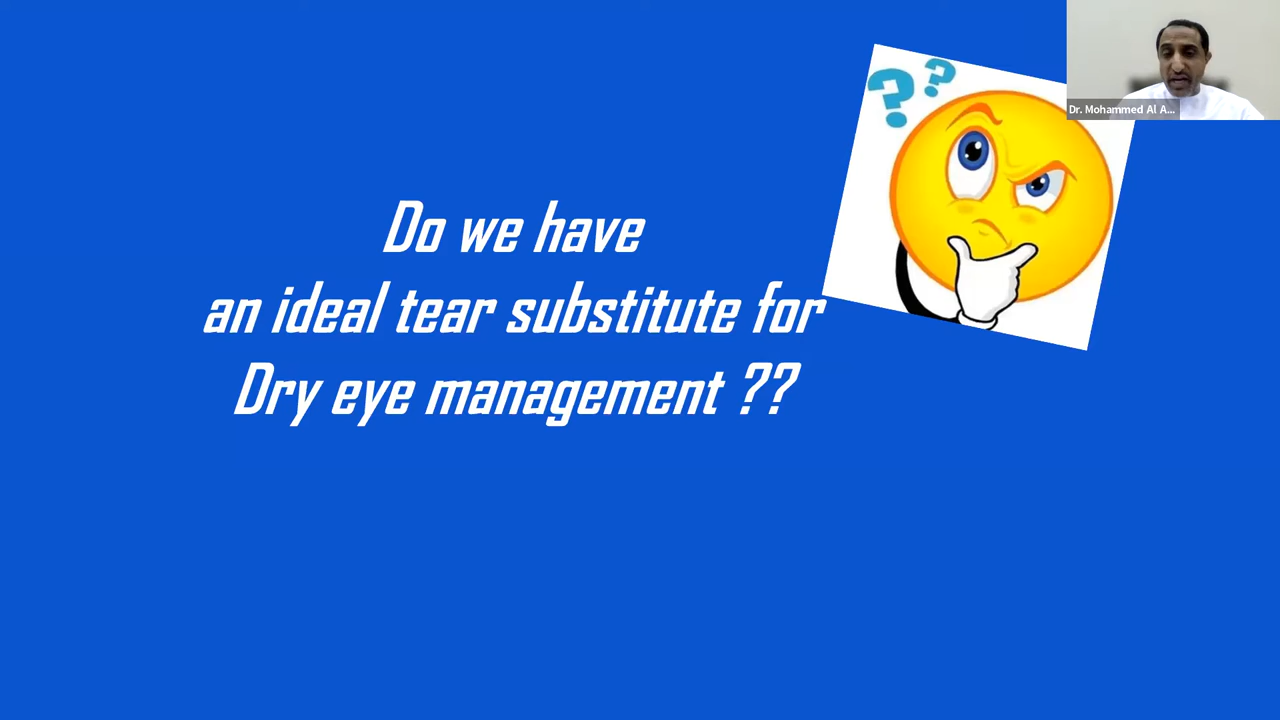 Do we have
an ideal tear substitute for
Dry eye management ??
? ?
Dr. Mohammed Al A...